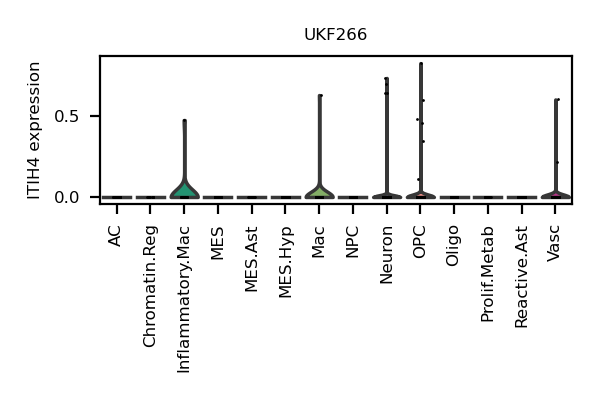 UKF266
ITIH4 expression
0.5
0.0
AC
Chromatin.Reg
Inflammatory.Mac
MES
MES.Ast
MES.Hyp
Mac
NPC
Neuron
OPC
Oligo
Prolif.Metab
Reactive.Ast
Vasc